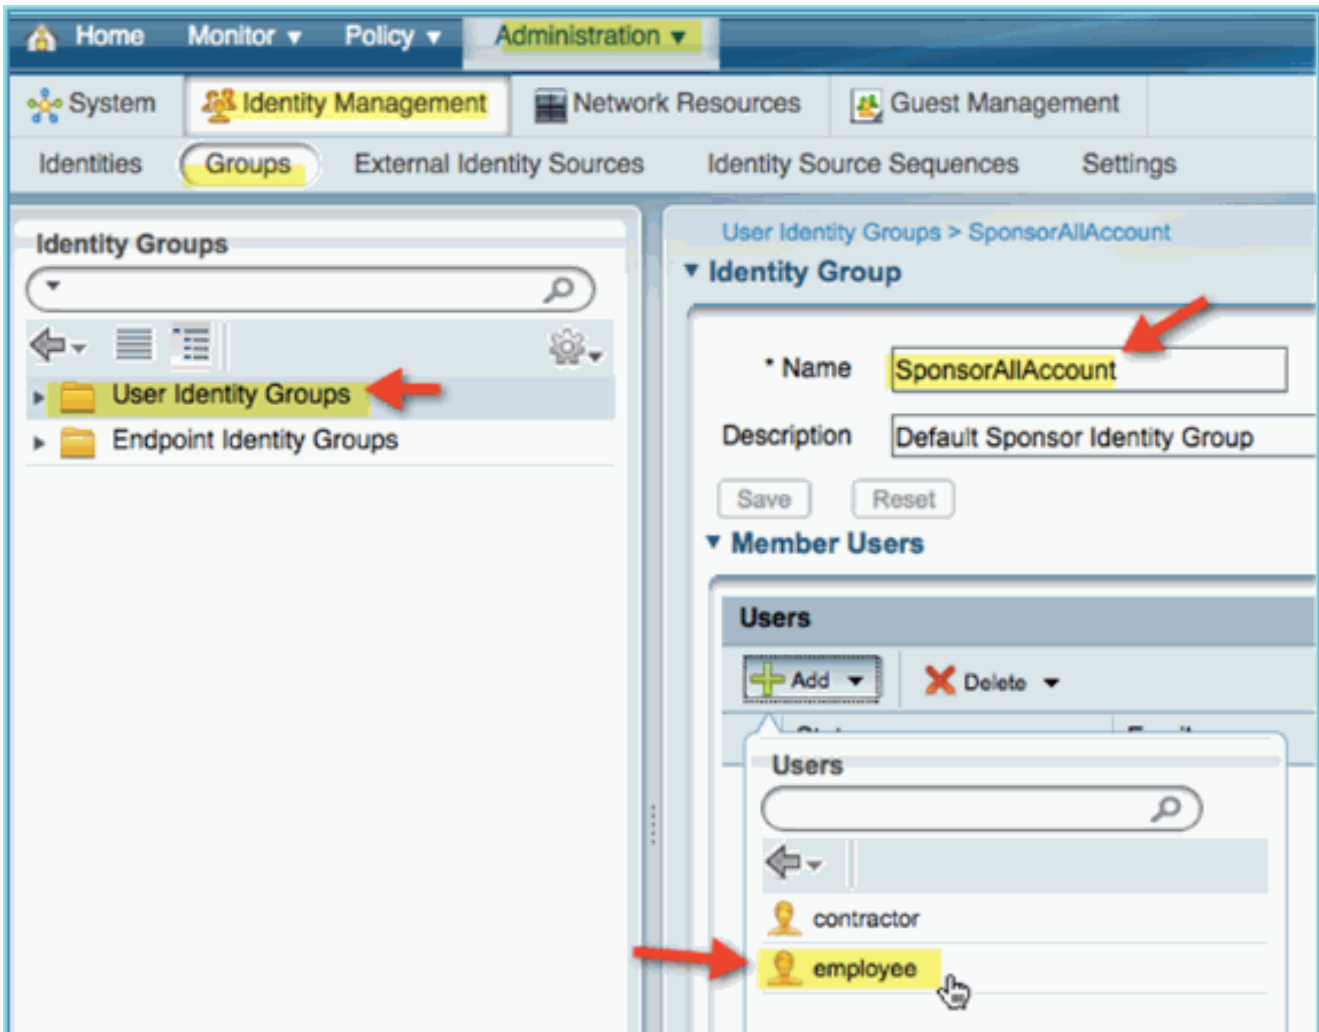 Home Monitor Policy Administration
System Identity Management Network Resources Guest Management
Identities Groups External Identity Sources Identity Source Sequences Settings
Identity Groups
User Identity Groups
Endpoint Identity Groups
User Identity Groups > SponsorAllAccount
Identity Group
* Name SponsorAllAccount
Description Default Sponsor Identity Group
Save Reset
Member Users
Users
Add Delete
Users
contractor
employee